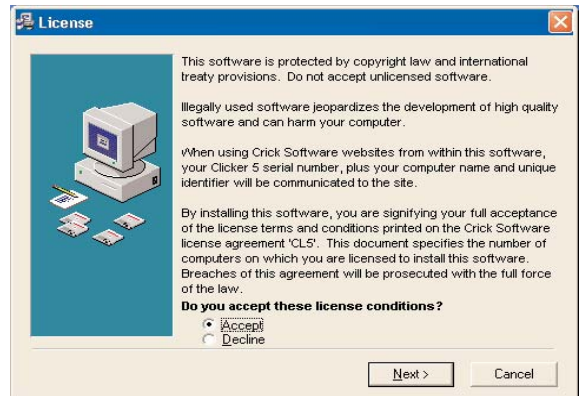 License
This software is protected by copyright law and international
treaty provisions. Do not accept unlicensed software.
Illegally used software jeopardizes the development of high quality
software and can harm your computer.
When using Crick Software websites from within this software,
your Clicker 5 serial number, plus your computer name and unique
identifier will be communicated to the site.
By installing this software, you are signifying your full acceptance
of the license terms and conditions printed on the Crick Software
license agreement 'CL5'. This document specifies the number of
computers on which you are licensed to install this software.
Breaches of this agreement will be prosecuted with the full force
of the law.
Do you accept these license conditions?
Accept
Decline
Next >
Cancel